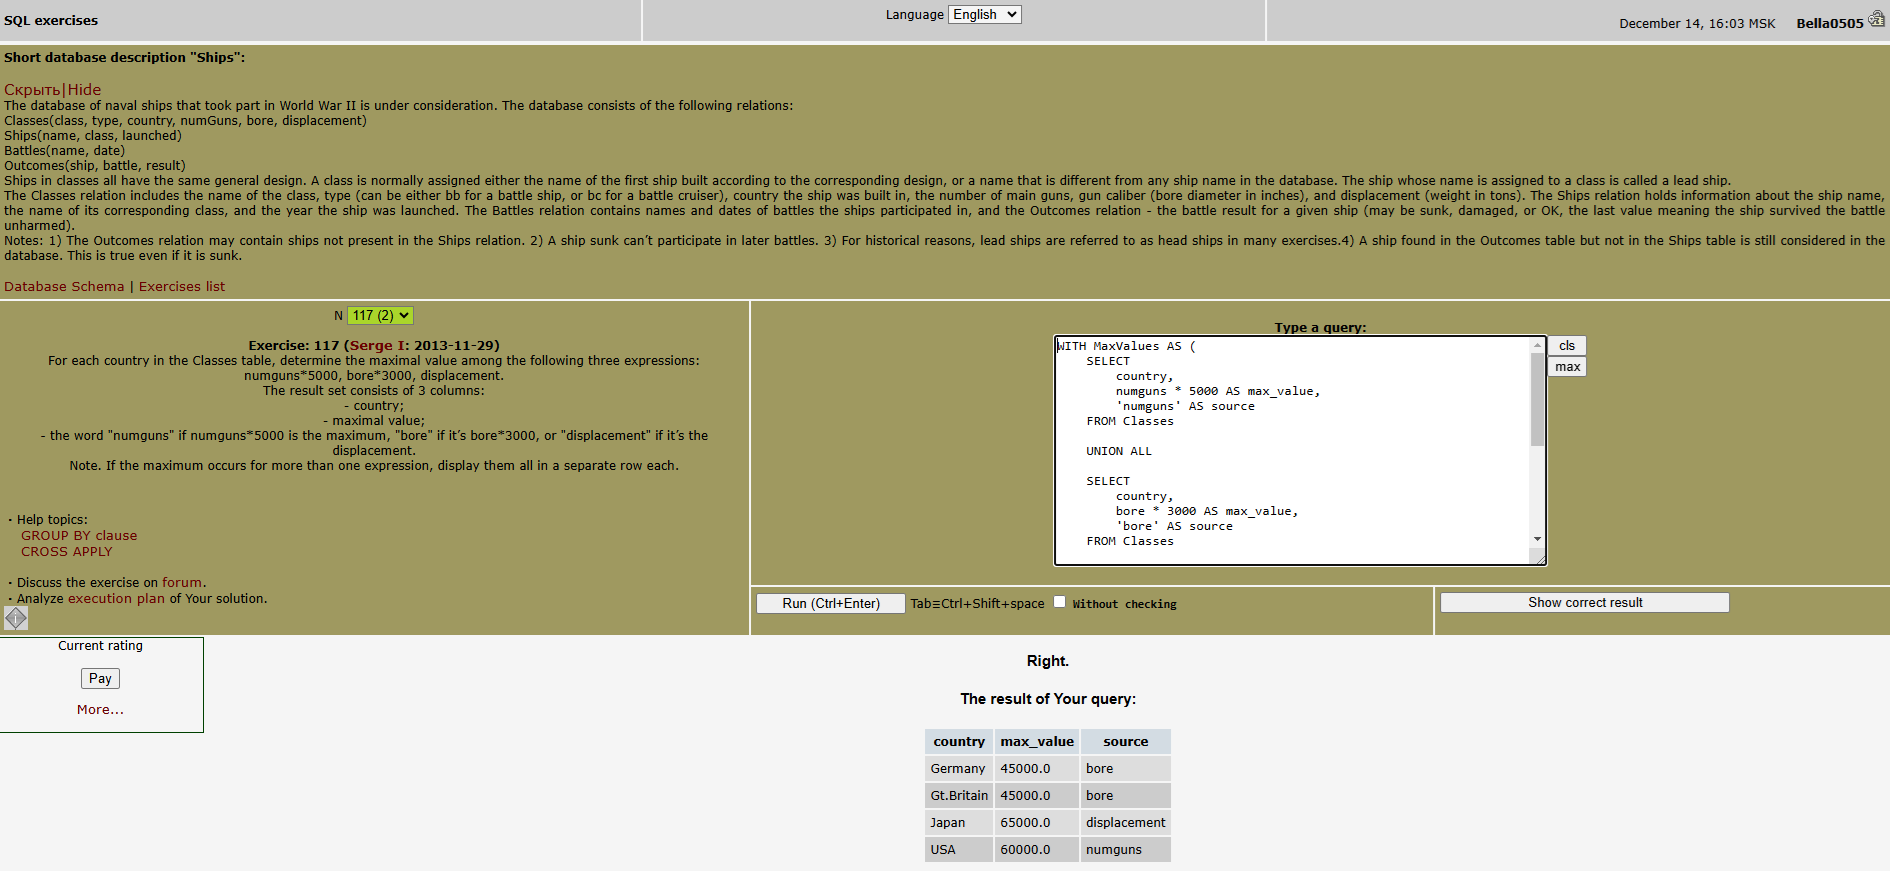 SQL exercises
Language English
December 14, 16:03 MSK Bella0505
Short database description "Ships":
Скрыть|Hide
The database of naval ships that took part in World War II is under consideration. The database consists of the following relations:
Classes(class, type, country, numGuns, bore, displacement)
Ships(name, class, launched)
Battles(name, date)
Outcomes(ship, battle, result)
Ships in classes all have the same general design. A class is normally assigned either the name of the first ship built according to the corresponding design, or a name that is different from any ship name in the database. The ship whose name is assigned to a class is called a lead ship.
The Classes relation includes the name of the class, type (can be either bb for a battle ship, or bc for a battle cruiser), country the ship was built in, the number of main guns, gun caliber (bore diameter in inches), and displacement (weight in tons). The Ships relation holds information about the ship name,
the name of its corresponding class, and the year the ship was launched. The Battles relation contains names and dates of battles the ships participated in, and the Outcomes relation - the battle result for a given ship (may be sunk, damaged, or OK, the last value meaning the ship survived the battle
unharmed).
Notes: 1) The Outcomes relation may contain ships not present in the Ships relation. 2) A ship sunk can't participate in later battles. 3) For historical reasons, lead ships are referred to as head ships in many exercises.4) A ship found in the Outcomes table but not in the Ships table is still considered in the
database. This is true even if it is sunk.
Database Schema | Exercises list
N 117 (2)
Exercise: 117 (Serge I: 2013-11-29)
For each country in the Classes table, determine the maximal value among the following three expressions:
numguns*5000, bore*3000, displacement.
The result set consists of 3 columns:
- country;
- maximal value;
- the word "numguns" if numguns*5000 is the maximum, "bore" if it's bore*3000, or "displacement" if it's the
displacement.
Note. If the maximum occurs for more than one expression, display them all in a separate row each.
· Help topics:
GROUP BY clause
CROSS APPLY
· Discuss the exercise on forum.
· Analyze execution plan of Your solution.
Type a query:
WITH MaxValues AS (
SELECT
country,
numguns * 5000 AS max_value,
'numguns' AS source
FROM Classes
UNION ALL
SELECT
country,
bore * 3000 AS max_value,
'bore' AS source
FROM Classes
cls
max
Run (Ctrl+Enter) Tab≡Ctrl+Shift+space Without checking
Show correct result
Current rating
Pay
More...
Right.
The result of Your query:
country max_value source
Germany 45000.0 bore
Gt.Britain 45000.0 bore
Japan 65000.0 displacement
USA 60000.0 numguns